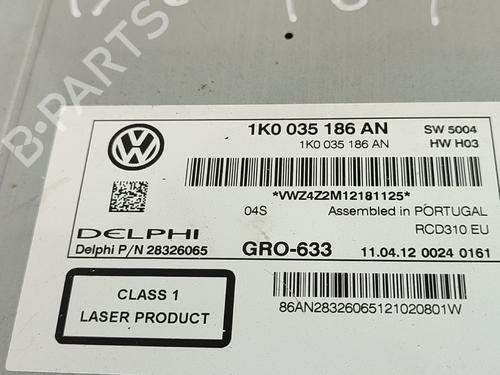 B-PARTS
1K0 035 186 AN
SW 5004
1K0 035 186 AN
HW H03
*VWZ4Z2M12181125*
04S
Assembled in PORTUGAL
RCD310 EU
DELPHI
Delphi P/N 28326065
GRO-633
11.04.12 0024 0161
CLASS 1
LASER PRODUCT
86AN28326065121020801W